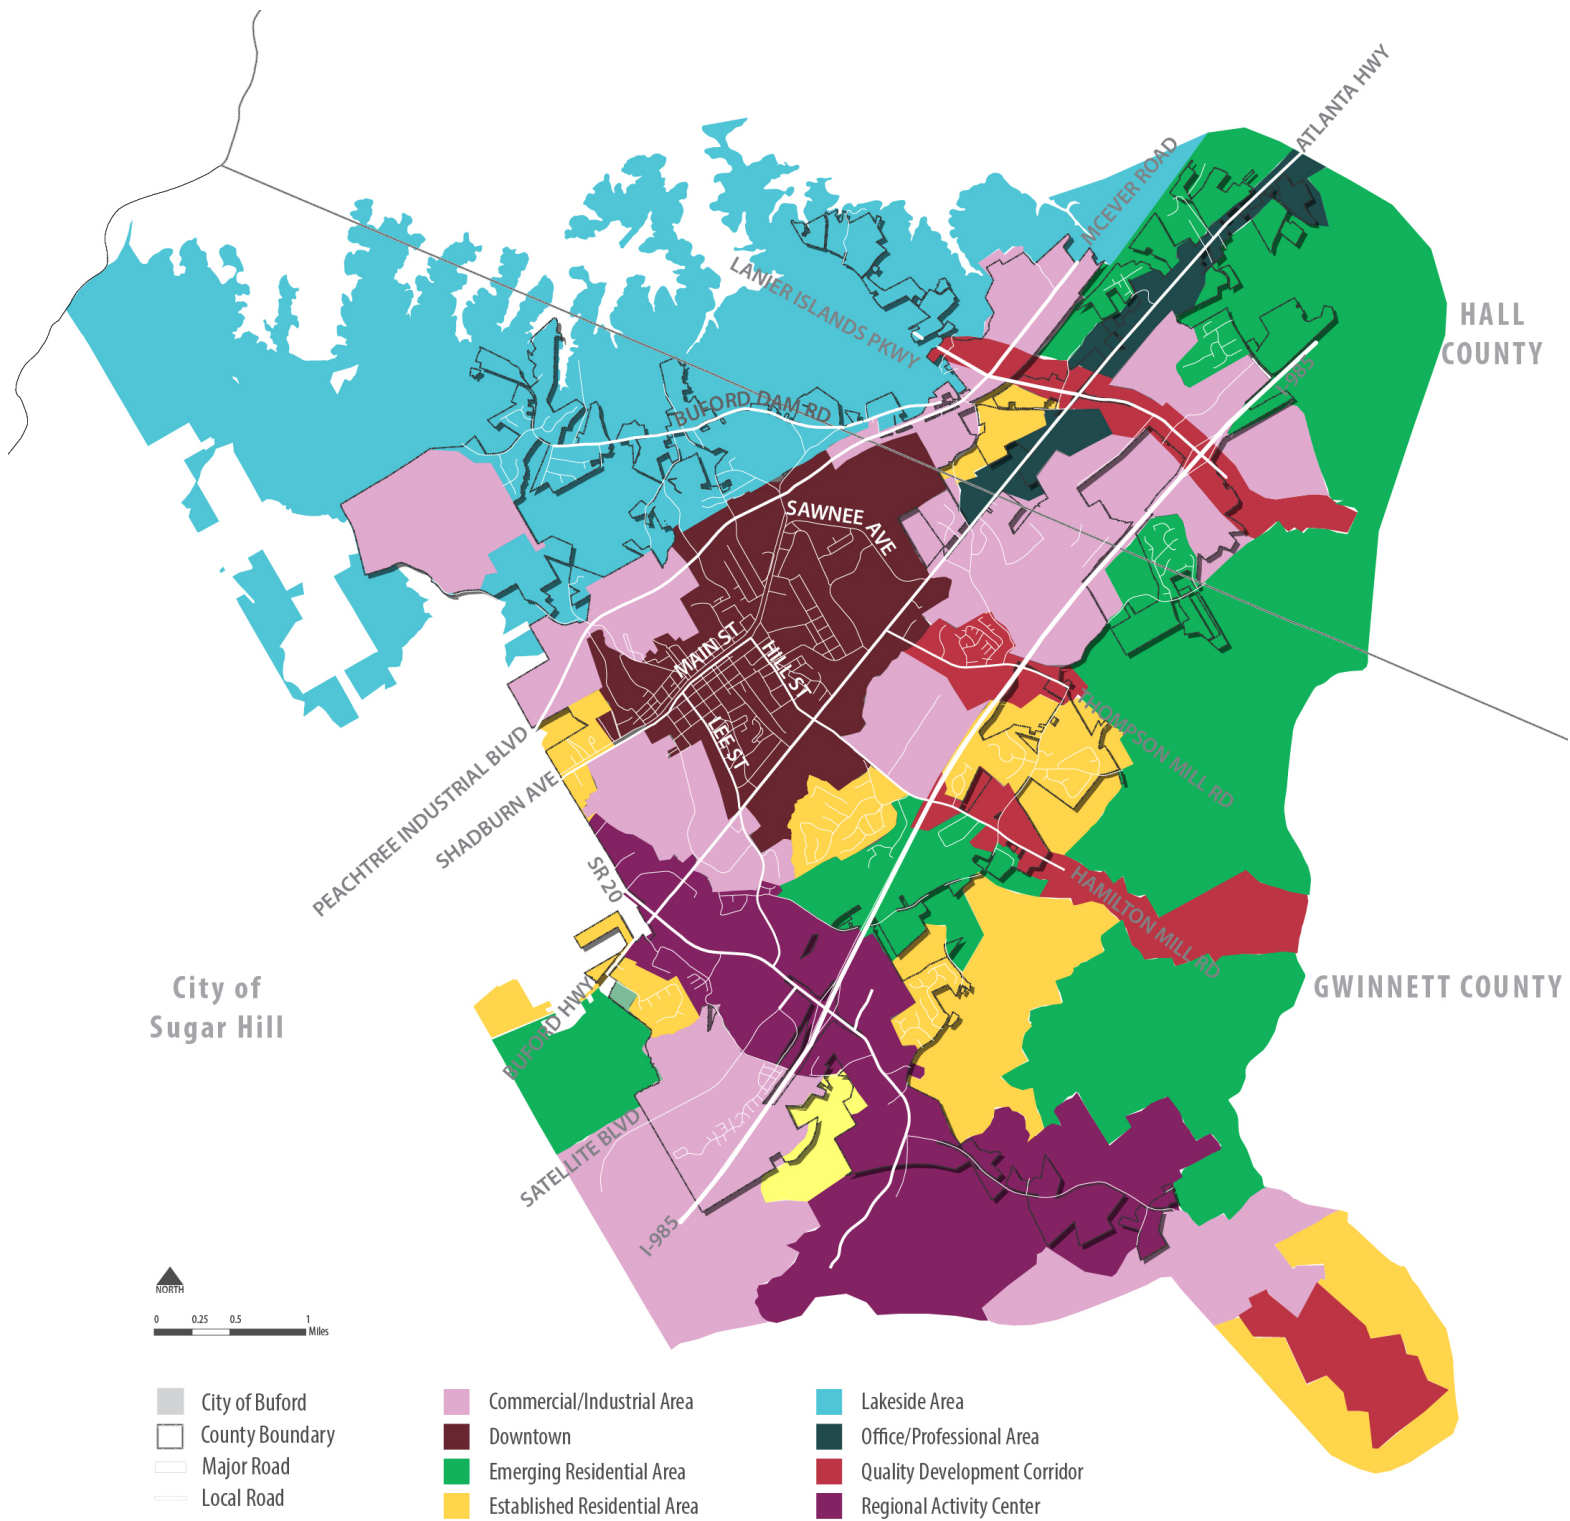 ATLANTA HWY
MCEVER ROAD
LANIER ISLANDS PKWY
HALL
COUNTY
I-985
BUFORD DAM RD
SAWNEE AVE
MAIN ST
HILL ST
LEE ST
THOMPSON MILL RD
PEACHTREE INDUSTRIAL BLVD
SHADBURN AVE
SR 20
HAMILTON MILL RD
City of
Sugar Hill
GWINNETT COUNTY
BUFORD HWY
SATELLITE BLVD
I-985
NORTH
0 0.25 0.5 1
Miles
City of Buford
County Boundary
Major Road
Local Road
Commercial/Industrial Area
Downtown
Emerging Residential Area
Established Residential Area
Lakeside Area
Office/Professional Area
Quality Development Corridor
Regional Activity Center